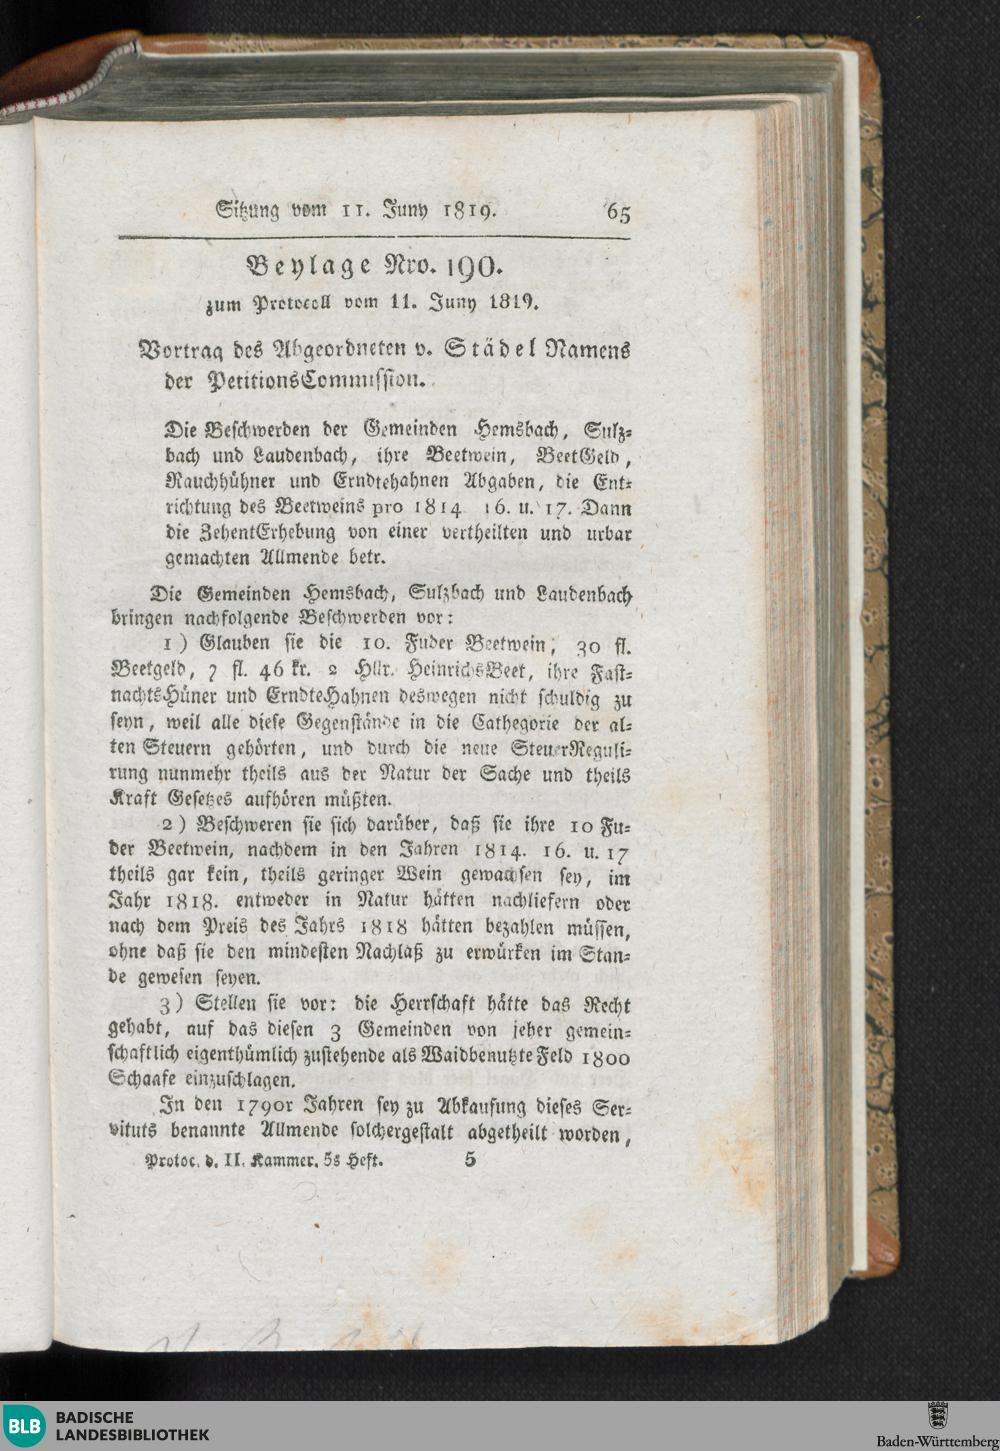 Sitzung vom 11. Juny 1819. 65
Beylage Nro. 190.
zum Protocoll vom 11. Juny 1819.
Vortrag des Abgeordneten v. Städel Namens
der PetitionsCommission.
Die Beschwerden der Gemeinden Hemsbach, Sulz-
bach und Laudenbach, ihre Beetwein, BeetGeld,
Rauchhühner und Erndtehahnen Abgaben, die Ent-
richtung des Beetweins pro 1814 16. u. 17. Dann
die ZehentErhebung von einer vertheilten und urbar
gemachten Allmende betr.
Die Gemeinden Hemsbach, Sulzbach und Laudenbach
bringen nachfolgende Beschwerden vor:
1) Glauben sie die 10. Fuder Beetwein, 30 fl.
Beetgeld, 7 fl. 46 kr. 2 Hllr. HeinrichsBeet, ihre Fast-
nachtsHüner und ErndteHahnen deswegen nicht schuldig zu
seyn, weil alle diese Gegenstände in die Cathegorie der al-
ten Steuern gehörten, und durch die neue SteuerReguli-
rung nunmehr theils aus der Natur der Sache und theils
Kraft Gesetzes aufhören müßten.
2) Beschweren sie sich darüber, daß sie ihre 10 Fu-
der Beetwein, nachdem in den Jahren 1814. 16. u. 17
theils gar kein, theils geringer Wein gewachsen sey, im
Jahr 1818. entweder in Natur hätten nachliefern oder
nach dem Preis des Jahrs 1818 hätten bezahlen müssen,
ohne daß sie den mindesten Nachlaß zu erwürken im Stan-
de gewesen seyen.
3) Stellen sie vor: die Herrschaft hätte das Recht
gehabt, auf das diesen 3 Gemeinden von jeher gemein-
schaftlich eigenthümlich zustehende als Waidbenutzte Feld 1800
Schaafe einzuschlagen.
In den 1790r Jahren sey zu Abkaufung dieses Ser-
vituts benannte Allmende solchergestalt abgetheilt worden,
Protoc. d. II. Kammer. 5s Heft. 5
BLB BADISCHE
LANDESBIBLIOTHEK
Baden-Württemberg